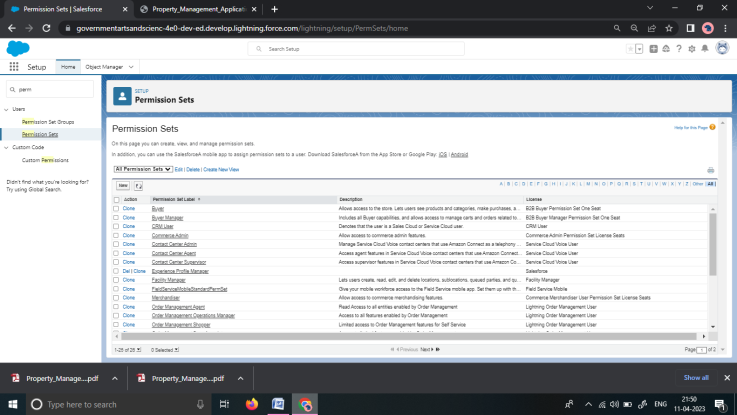 Permission Sets | Salesforce
Property_Management_Applicati
governmentartsandscienc-4e0-dev-ed.develop.lightning.force.com/lightning/setup/PermSets/home
Search Setup
Setup Home Object Manager
perm
Users
Permission Set Groups
Permission Sets
Custom Code
Custom Permissions
Didn't find what you're looking for?
Try using Global Search.
SETUP
Permission Sets
Permission Sets
Help for this Page
On this page you can create, view, and manage permission sets.
In addition, you can use the SalesforceA mobile app to assign permission sets to a user. Download SalesforceA from the App Store or Google Play: iOS | Android
All Permission Sets Edit | Delete | Create New View
New
A | B | C | D | E | F | G | H | I | J | K | L | M | N | O | P | Q | R | S | T | U | V | W | X | Y | Z | Other | All
Action Permission Set Label Description License
Clone Buyer Allows access to the store. Lets users see products and categories, make purchases, a... B2B Buyer Permission Set One Seat
Clone Buyer Manager Includes all Buyer capabilities, and allows access to manage carts and orders related to... B2B Buyer Manager Permission Set One Seat
Clone CRM User Denotes that the user is a Sales Cloud or Service Cloud user. CRM User
Clone Commerce Admin Allow access to commerce admin features. Commerce Admin Permission Set License Seats
Clone Contact Center Admin Manage Service Cloud Voice contact centers that use Amazon Connect as a telephony ... Service Cloud Voice User
Clone Contact Center Agent Access agent features in Service Cloud Voice contact centers that use Amazon Connect... Service Cloud Voice User
Clone Contact Center Supervisor Access supervisor features in Service Cloud Voice contact centers that use Amazon Co... Service Cloud Voice User
Del | Clone Experience Profile Manager Salesforce
Clone Facility Manager Lets users create, read, edit, and delete locations, sublocations, queued parties, and qu... Facility Manager
Clone FieldServiceMobileStandardPermSet Give your mobile workforce access to the Field Service mobile app. Set them up with th... Field Service Mobile
Clone Merchandiser Allow access to commerce merchandising features. Commerce Merchandiser User Permission Set License Seats
Clone Order Management Agent Read Access to all entities enabled by Order Management Lightning Order Management User
Clone Order Management Operations Manager Access to all features enabled by Order Management Lightning Order Management User
Clone Order Management Shopper Limited access to Order Management features for Self Service Lightning Order Management User
1-25 of 26 0 Selected Previous Next Page 1 of 2
Property_Manage....pdf
Property_Manage....pdf
Show all
Type here to search
ENG
21:50
11-04-2023